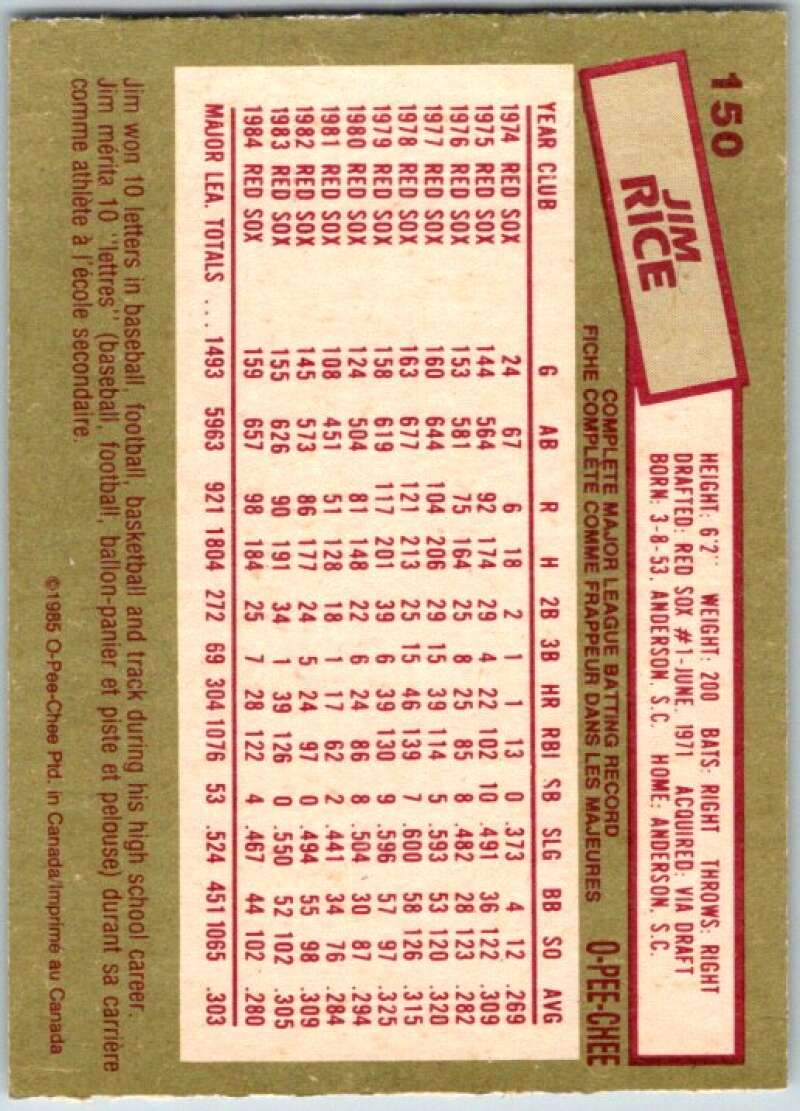 150
JIM
RICE
HEIGHT: 6'2" WEIGHT: 200 BATS: RIGHT THROWS: RIGHT
DRAFTED: RED SOX #1-JUNE, 1971 ACQUIRED: VIA DRAFT
BORN: 3-8-53, ANDERSON, S.C. HOME: ANDERSON, S.C.
COMPLETE MAJOR LEAGUE BATTING RECORD
FICHE COMPLÈTE COMME FRAPPEUR DANS LES MAJEURES
O-PEE-CHEE
YEAR CLUB G AB R H 2B 3B HR RBI SB SLG BB SO AVG
1974 RED SOX 24 67 6 18 2 1 1 13 0 .373 4 12 .269
1975 RED SOX 144 564 92 174 29 4 22 102 10 .491 36 122 .309
1976 RED SOX 153 581 75 164 25 8 25 85 8 .482 28 123 .282
1977 RED SOX 160 644 104 206 29 15 39 114 5 .593 53 120 .320
1978 RED SOX 163 677 121 213 25 15 46 139 7 .600 58 126 .315
1979 RED SOX 158 619 117 201 39 6 39 130 9 .596 57 97 .325
1980 RED SOX 124 504 81 148 22 6 24 86 8 .504 30 87 .294
1981 RED SOX 108 451 51 128 18 1 17 62 2 .441 34 76 .284
1982 RED SOX 145 573 86 177 24 5 24 97 0 .494 55 98 .309
1983 RED SOX 155 626 90 191 34 1 39 126 0 .550 52 102 .305
1984 RED SOX 159 657 98 184 25 7 28 122 4 .467 44 102 .280
MAJOR LEA. TOTALS ... 1493 5963 921 1804 272 69 304 1076 53 .524 451 1065 .303
Jim won 10 letters in baseball, football, basketball and track during his high school career.
Jim mérita 10 "lettres" (baseball, football, ballon-panier et piste et pelouse) durant sa carrière
comme athlète à l'école secondaire.
©1985 O-Pee-Chee Ptd. in Canada/Imprimé au Canada